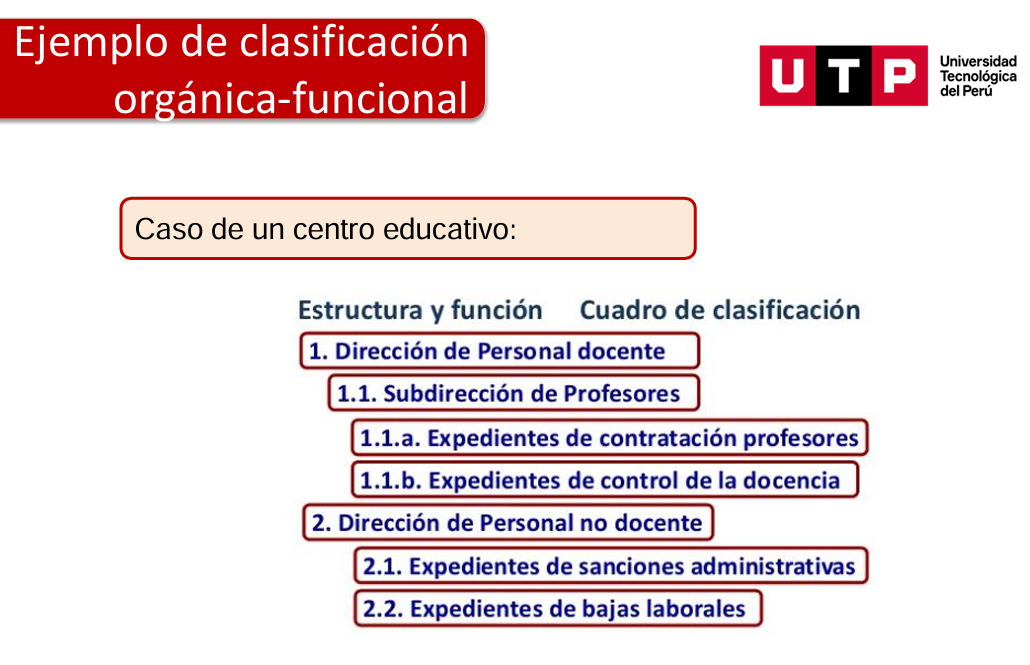 Ejemplo de clasificación
orgánica-funcional
UTP
Universidad
Tecnológica
del Perú
Caso de un centro educativo:
Estructura y función Cuadro de clasificación
1. Dirección de Personal docente
1.1. Subdirección de Profesores
1.1.a. Expedientes de contratación profesores
1.1.b. Expedientes de control de la docencia
2. Dirección de Personal no docente
2.1. Expedientes de sanciones administrativas
2.2. Expedientes de bajas laborales